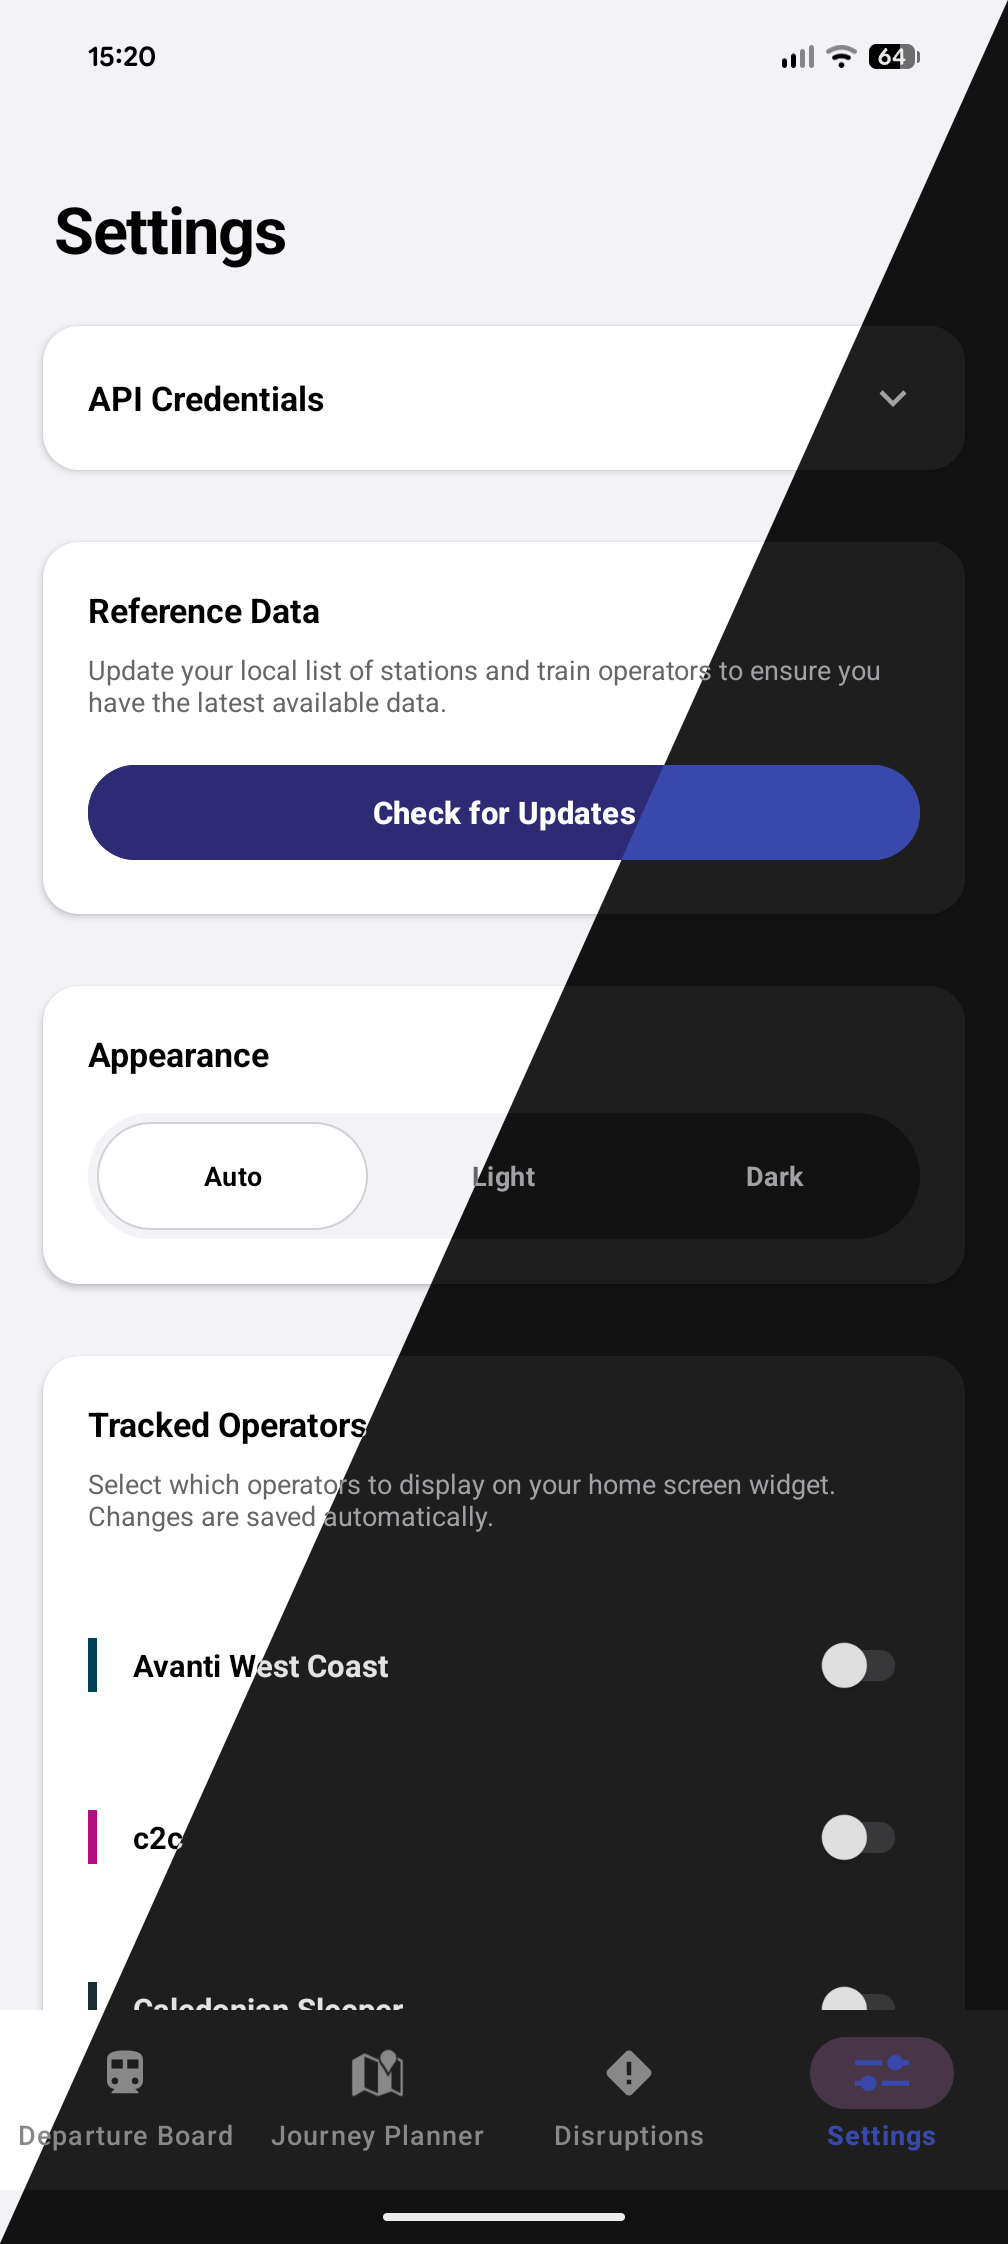 15:20
64
Settings
API Credentials
Reference Data
Update your local list of stations and train operators to ensure you
have the latest available data.
Check for Updates
Appearance
Auto
Light
Dark
Tracked Operators
Select which operators to display on your home screen widget.
Changes are saved automatically.
Avanti West Coast
c2c
Caledonian Sleeper
Departure Board
Journey Planner
Disruptions
Settings